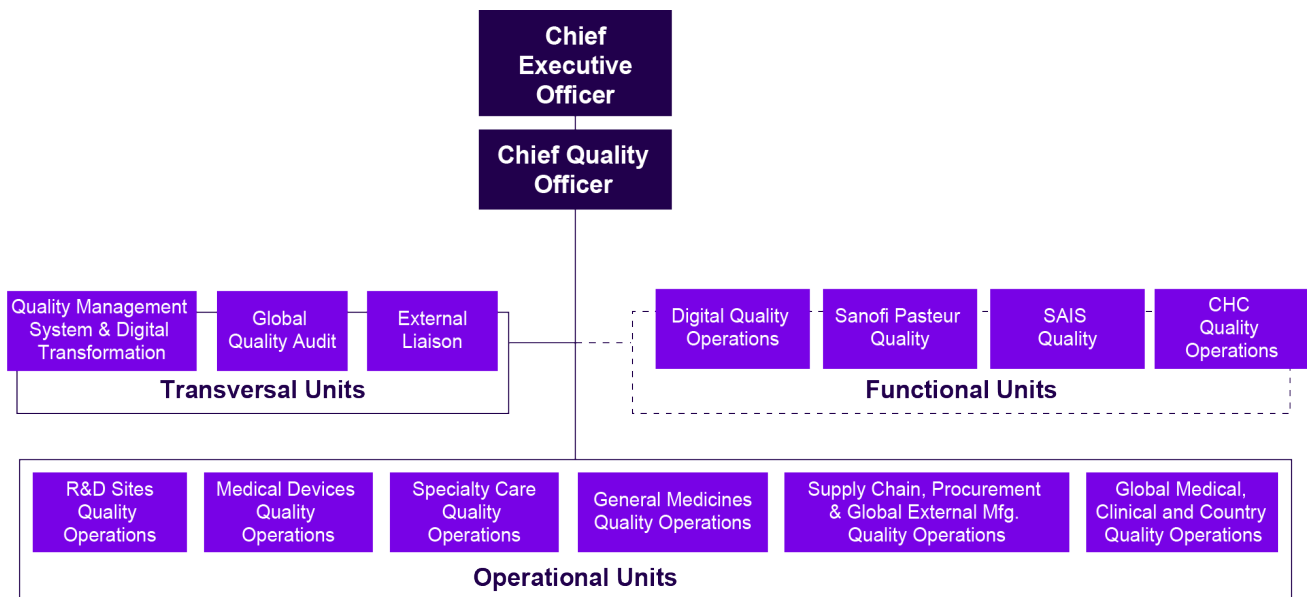 Chief
Executive
Officer
Chief Quality
Officer
Quality Management
System & Digital
Transformation
Global
Quality Audit
External
Liaison
Transversal Units
Digital Quality
Operations
Sanofi Pasteur
Quality
SAIS
Quality
CHC
Quality
Operations
Functional Units
R&D Sites
Quality
Operations
Medical Devices
Quality
Operations
Specialty Care
Quality
Operations
General Medicines
Quality Operations
Supply Chain, Procurement
& Global External Mfg.
Quality Operations
Global Medical,
Clinical and Country
Quality Operations
Operational Units